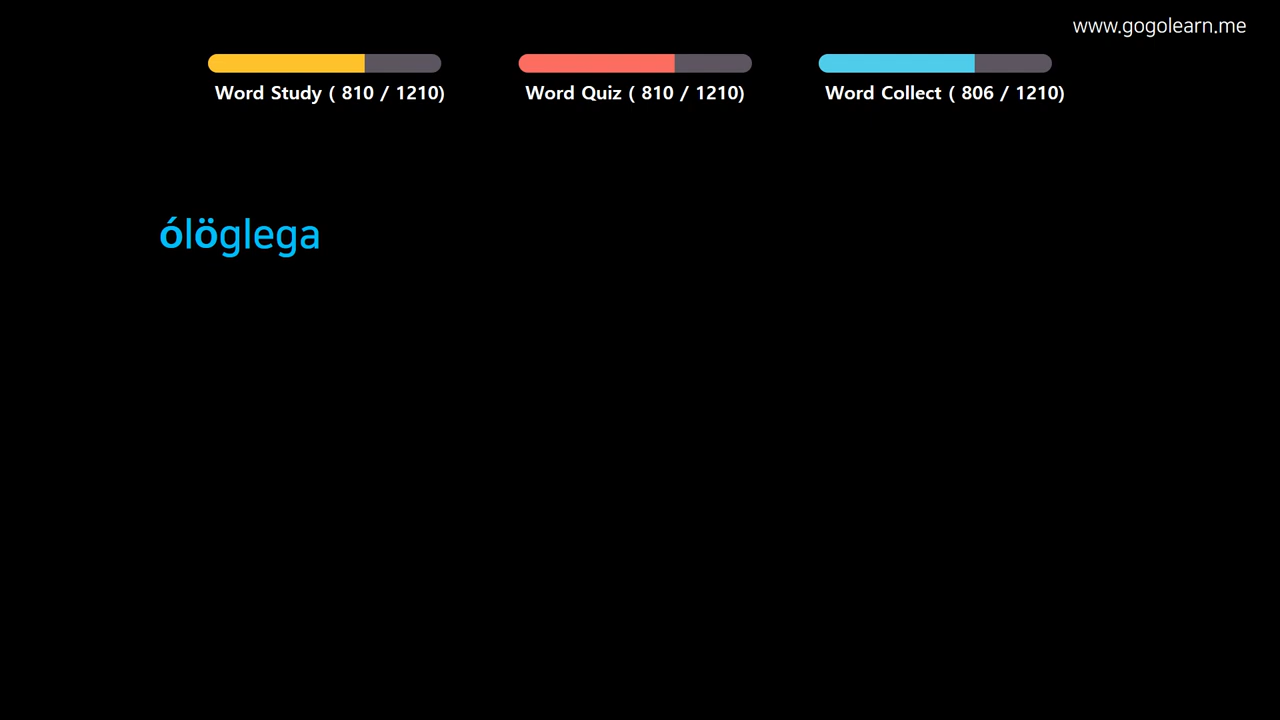 www.gogolearn.me
Word Study ( 810 / 1210)
Word Quiz ( 810 / 1210)
Word Collect ( 806 / 1210)
ólöglega